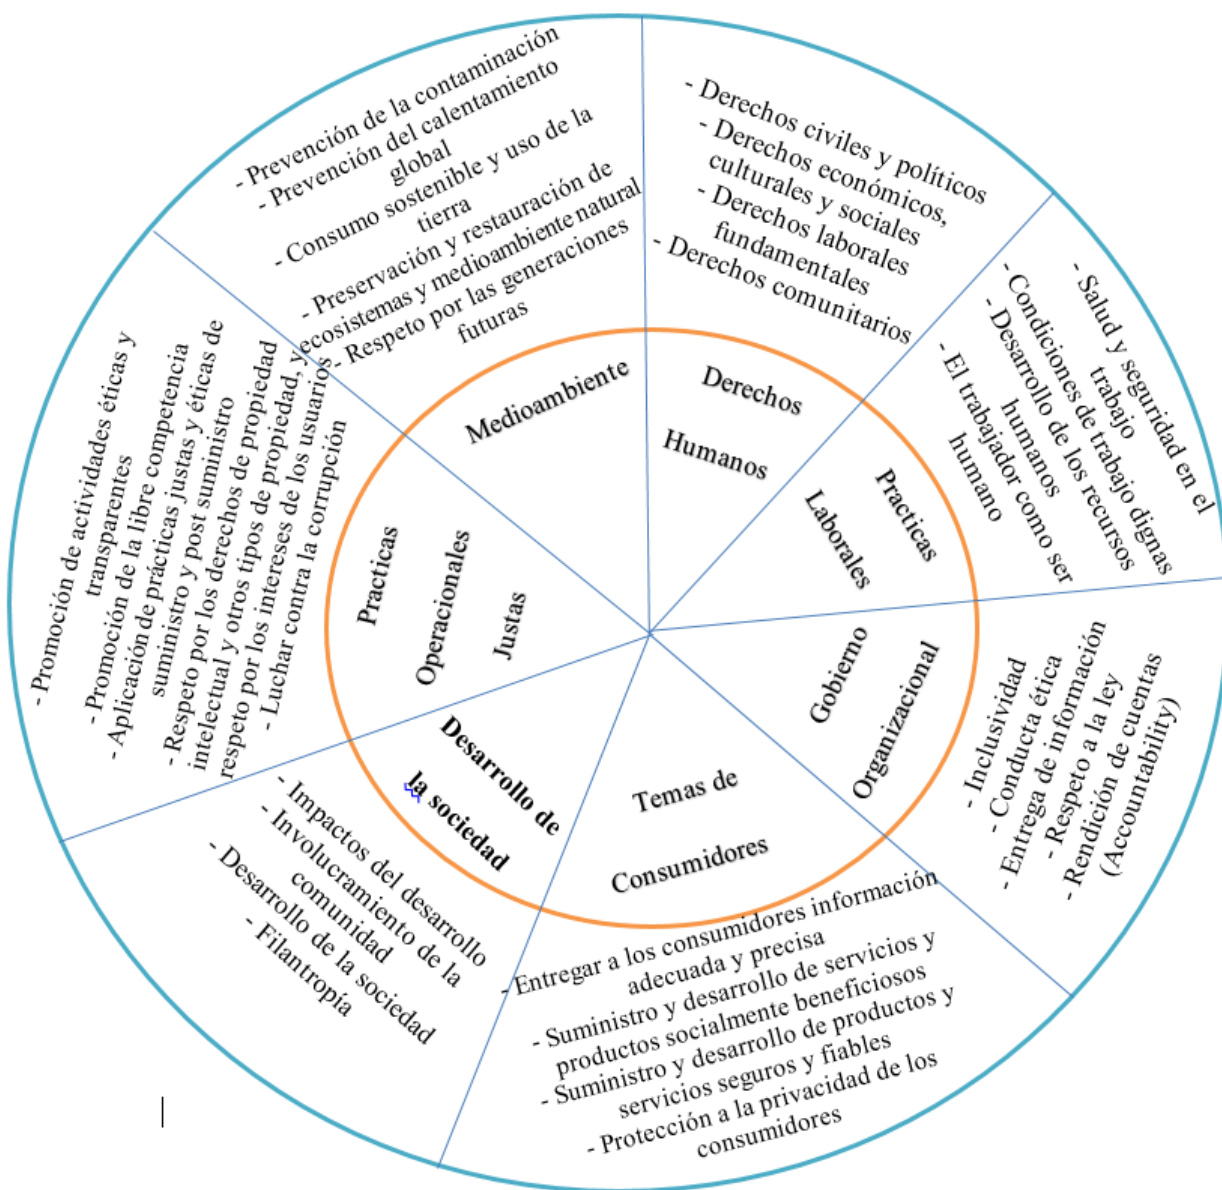 - Prevención de la contaminación
- Prevención del calentamiento
global
- Consumo sostenible y uso de la
tierra
- Preservación y restauración de
ecosistemas y medioambiente natural
- Respeto por las generaciones
futuras
Medioambiente
- Derechos civiles y políticos
- Derechos económicos,
culturales y sociales
- Derechos laborales
fundamentales
- Derechos comunitarios
Derechos
Humanos
- Salud y seguridad en el
trabajo
- Condiciones de trabajo dignas
- Desarrollo de los recursos
humanos
- El trabajador como ser
humano
Practicas
Laborales
- Inclusividad
- Conducta ética
- Entrega de información
- Respeto a la ley
- Rendición de cuentas
(Accountability)
Gobierno
Organizacional
Temas de
Consumidores
- Entregar a los consumidores información
adecuada y precisa
- Suministro y desarrollo de servicios y
productos socialmente beneficiosos
- Suministro y desarrollo de productos y
servicios seguros y fiables
- Protección a la privacidad de los
consumidores
Desarrollo de
la sociedad
- Impactos del desarrollo
- Involucramiento de la
comunidad
- Desarrollo de la sociedad
- Filantropía
Practicas
Operacionales
Justas
- Promoción de actividades éticas y
transparentes
- Promoción de la libre competencia
- Aplicación de prácticas justas y éticas de
suministro y post suministro
- Respeto por los derechos de propiedad
intelectual y otros tipos de propiedad, y
respeto por los intereses de los usuarios
- Luchar contra la corrupción